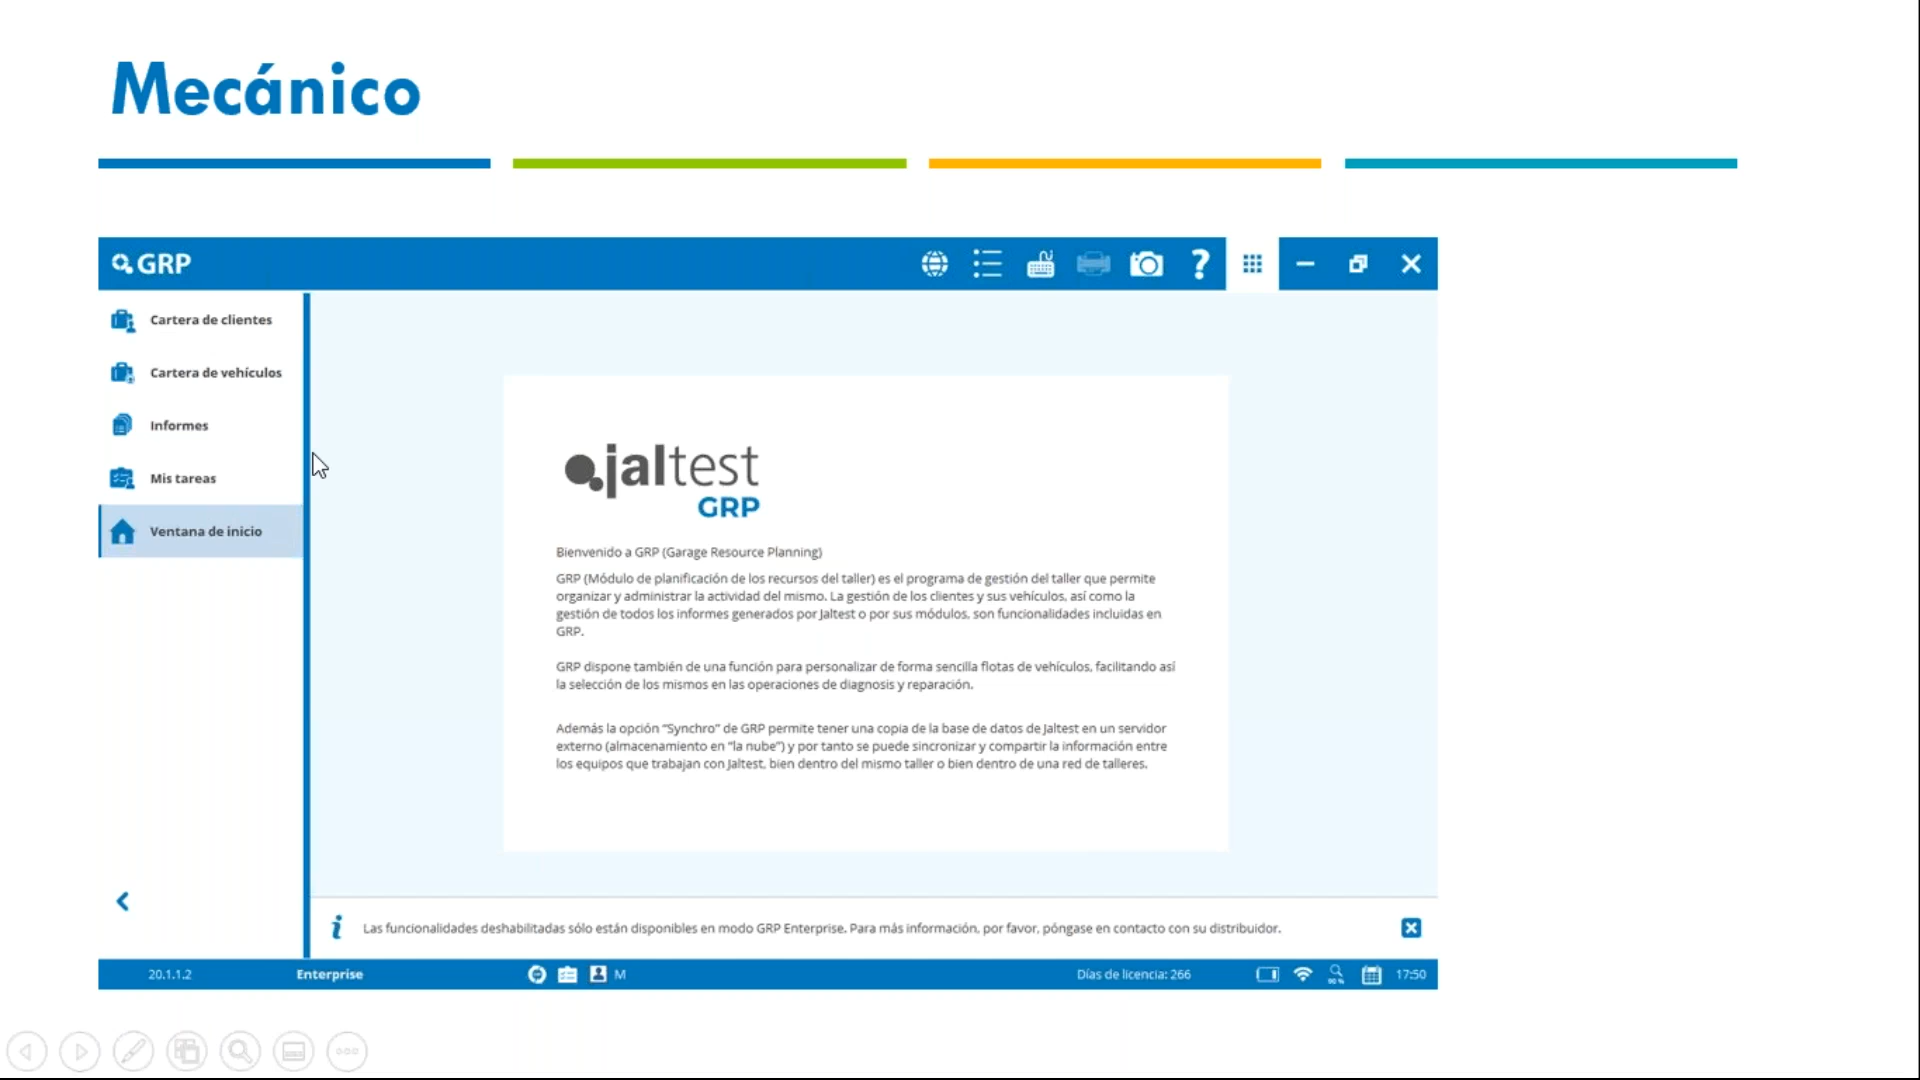 Mecánico
GRP
Cartera de clientes
Cartera de vehículos
Informes
Mis tareas
Ventana de inicio
jaltest
GRP
Bienvenido a GRP (Garage Resource Planning)
GRP (Módulo de planificación de los recursos del taller) es el programa de gestión del taller que permite
organizar y administrar la actividad del mismo. La gestión de los clientes y sus vehículos, así como la
gestión de todos los informes generados por Jaltest o por sus módulos, son funcionalidades incluidas en
GRP.
GRP dispone también de una función para personalizar de forma sencilla flotas de vehículos, facilitando así
la selección de los mismos en las operaciones de diagnosis y reparación.
Además la opción “Synchro” de GRP permite tener una copia de la base de datos de Jaltest en un servidor
externo (almacenamiento en “la nube”) y por tanto se puede sincronizar y compartir la información entre
los equipos que trabajan con Jaltest, bien dentro del mismo taller o bien dentro de una red de talleres.
Las funcionalidades deshabilitadas sólo están disponibles en modo GRP Enterprise. Para más información, por favor, póngase en contacto con su distribuidor.
20.1.1.2 Enterprise M Días de licencia: 266 90 % 17:50